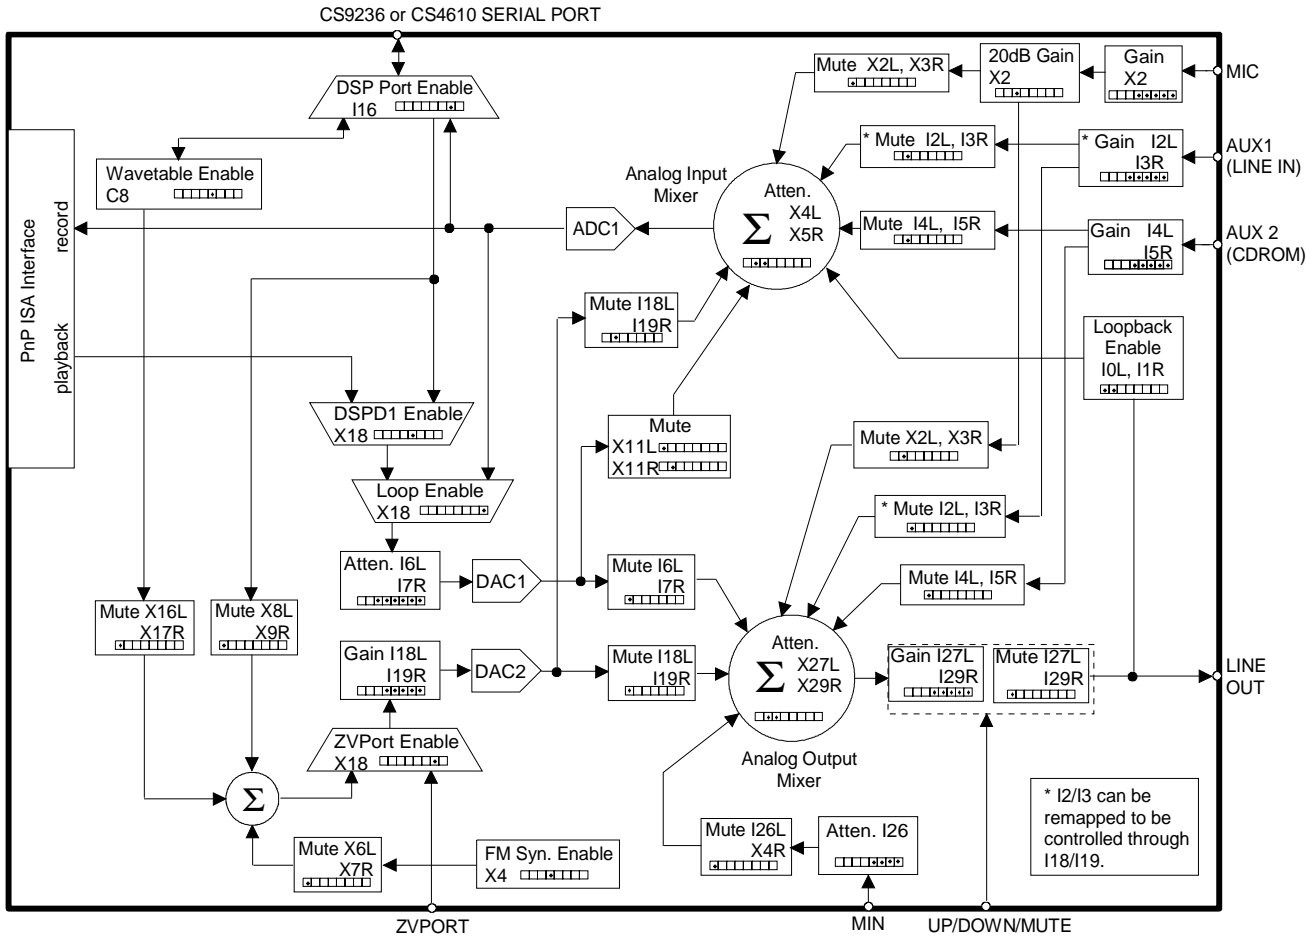 CS9236 or CS4610 SERIAL PORT
DSP Port Enable
I16
Mute X2L, X3R
20dB Gain
X2
Gain
X2
MIC
Wavetable Enable
C8
* Mute I2L, I3R
* Gain I2L
I3R
AUX1
(LINE IN)
Analog Input
Mixer
Atten.
Σ
X4L
X5R
record
ADC1
Mute I4L, I5R
Gain I4L
I5R
AUX 2
(CDROM)
PnP ISA Interface
playback
Mute I18L
I19R
Loopback
Enable
I0L, I1R
DSPD1 Enable
X18
Mute
X11L
X11R
Mute X2L, X3R
Loop Enable
X18
* Mute I2L, I3R
Atten. I6L
I7R
DAC1
Mute I6L
I7R
Mute I4L, I5R
Mute X16L
X17R
Mute X8L
X9R
Gain I18L
I19R
DAC2
Mute I18L
I19R
Atten.
Σ
X27L
X29R
Gain I27L
I29R
Mute I27L
I29R
LINE
OUT
ZVPort Enable
X18
Analog Output
Mixer
Σ
* I2/I3 can be
remapped to be
controlled through
I18/I19.
Mute X6L
X7R
FM Syn. Enable
X4
Mute I26L
X4R
Atten. I26
ZVPORT
MIN
UP/DOWN/MUTE